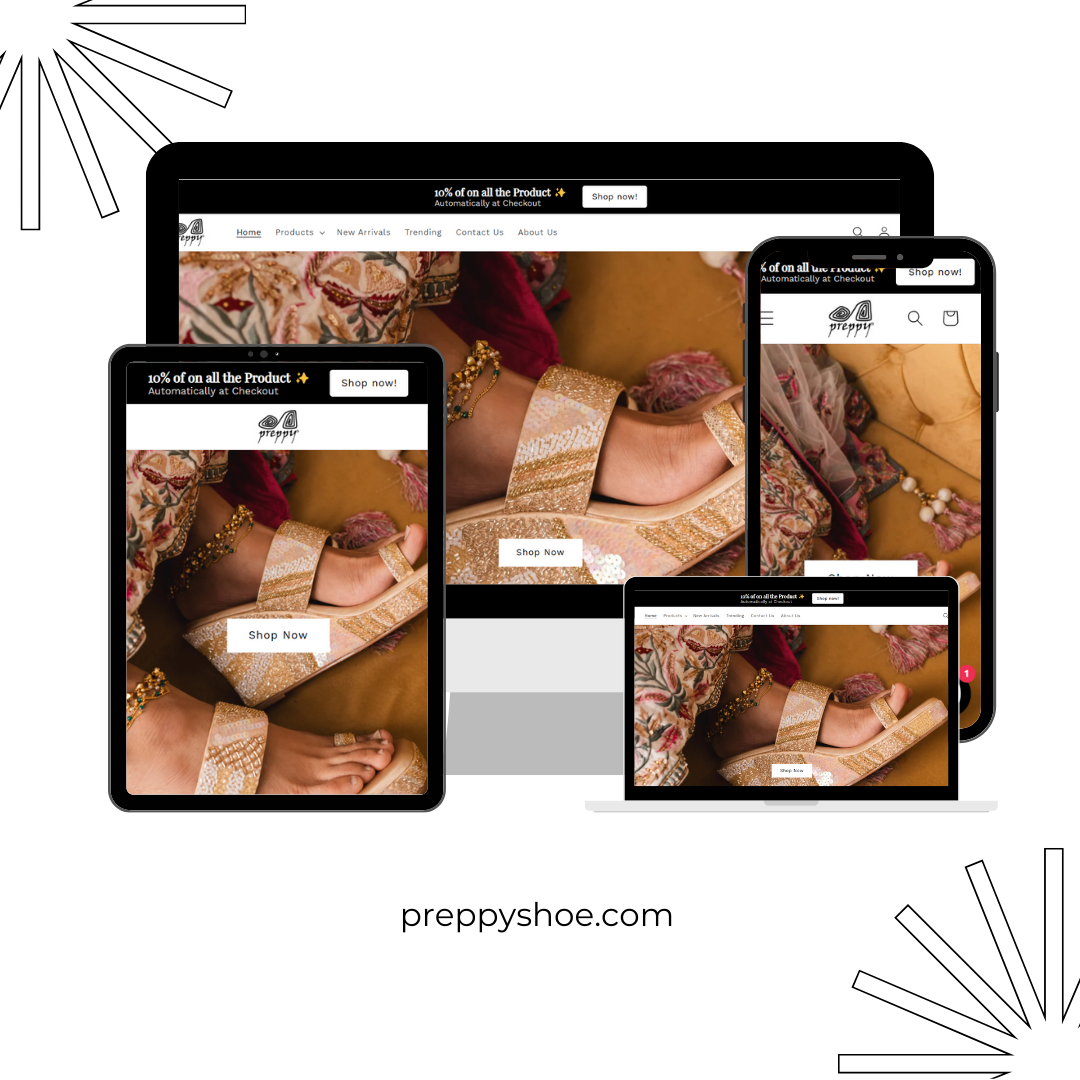 10% of on all the Product ✨
Automatically at Checkout
Shop now!
preppy
Home Products New Arrivals Trending Contact Us About Us
Shop Now
% of on all the Product ✨
Automatically at Checkout
Shop now!
preppy
Shop Now
1
10% of on all the Product ✨
Automatically at Checkout
Shop now!
preppy
Shop Now
10% of on all the Product ✨
Automatically at Checkout
Shop now!
Home Products New Arrivals Trending Contact Us About Us
Shop Now
preppyshoe.com